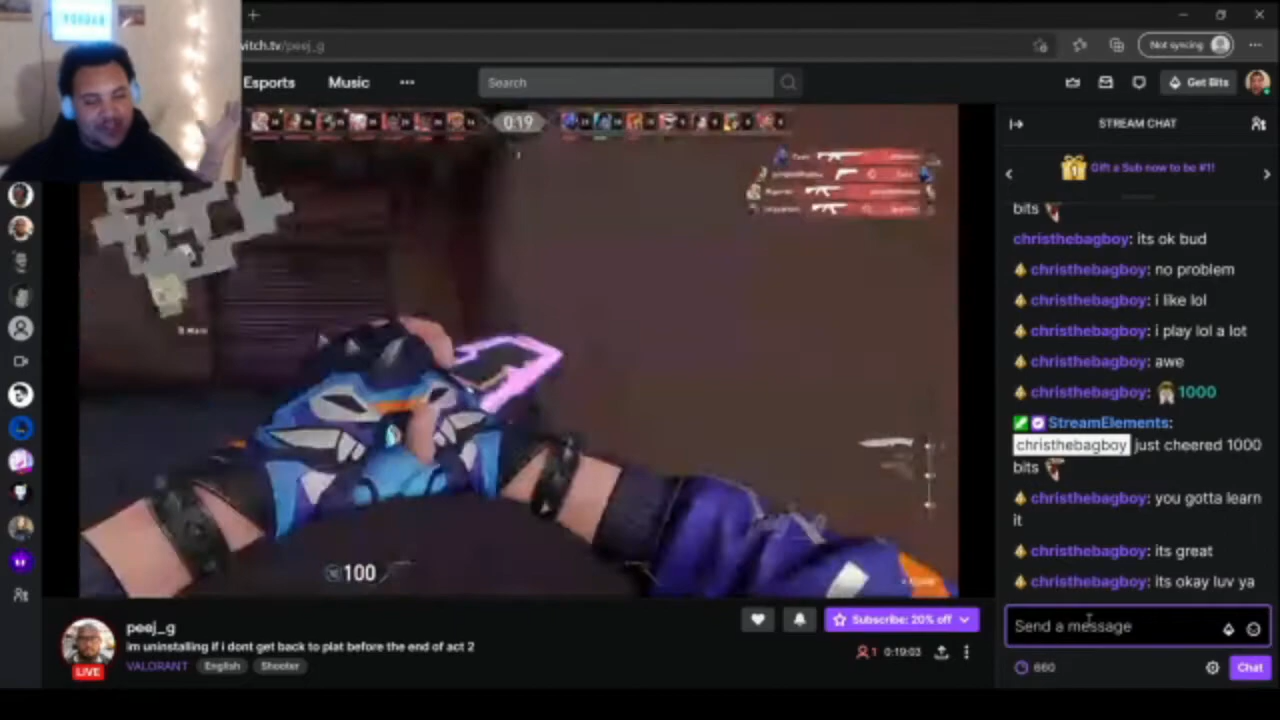 witch.tv/peej_g
Not syncing
Esports
Music
Search
Get Bits
0:19
100
peej_g
im uninstalling if i dont get back to plat before the end of act 2
LIVE
VALORANT
English
Shooter
Subscribe: 20% off
1
0:19:03
STREAM CHAT
1
Gift a Sub now to be #1!
bits
christhebagboy: its ok bud
christhebagboy: no problem
christhebagboy: i like lol
christhebagboy: i play lol a lot
christhebagboy: awe
christhebagboy: 1000
StreamElements:
christhebagboy just cheered 1000
bits
christhebagboy: you gotta learn
it
christhebagboy: its great
christhebagboy: its okay luv ya
Send a message
660
Chat